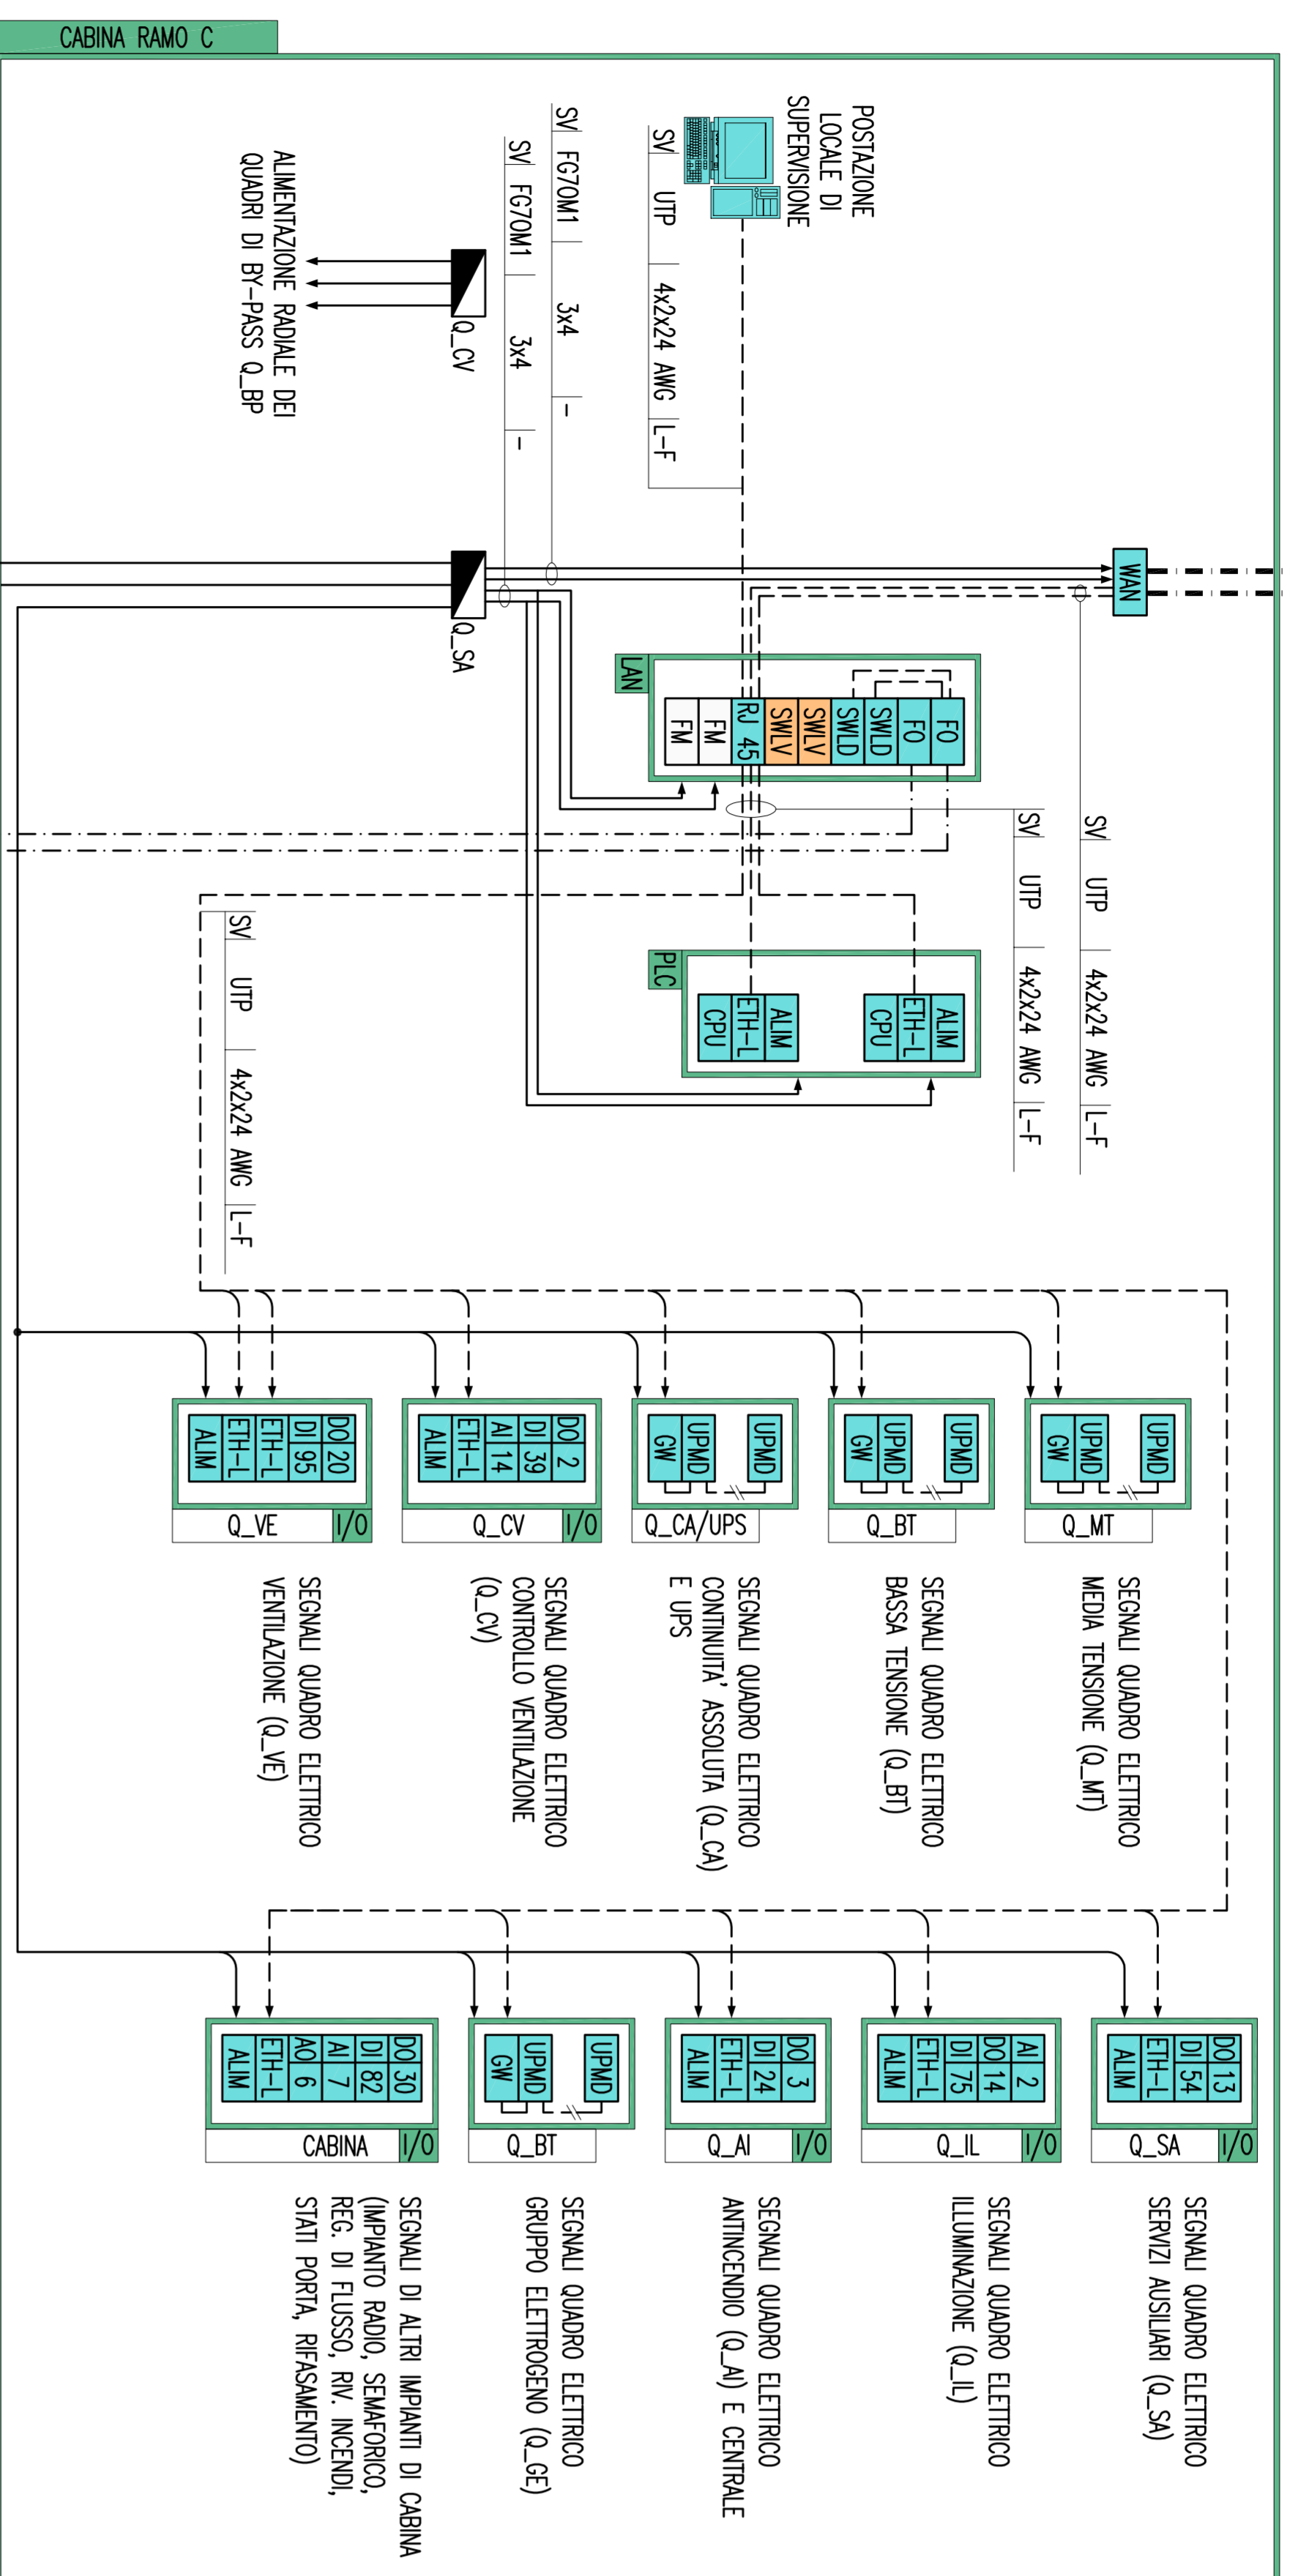 CABINA RAMO C
POSTAZIONE
LOCALE DI
SUPERVISIONE
SV UTP 4x2x24 AWG L-F
SV FG7OM1 3x4 -
SV FG7OM1 3x4 -
Q_CV
ALIMENTAZIONE RADIALE DEI
QUADRI DI BY-PASS Q_BP
WAN
Q_SA
LAN
FO
FO
SWLD
SWLD
SWLV
SWLV
RJ 45
FM
FM
SV UTP 4x2x24 AWG L-F
SV UTP 4x2x24 AWG L-F
PLC
ALIM
ETH-L
CPU
ALIM
ETH-L
CPU
SV UTP 4x2x24 AWG L-F
UPMD
UPMD
GW
Q_MT
SEGNALI QUADRO ELETTRICO
MEDIA TENSIONE (Q_MT)
UPMD
UPMD
GW
Q_BT
SEGNALI QUADRO ELETTRICO
BASSA TENSIONE (Q_BT)
UPMD
UPMD
GW
Q_CA/UPS
SEGNALI QUADRO ELETTRICO
CONTINUITA' ASSOLUTA (Q_CA)
E UPS
DO 2
DI 39
AI 14
ETH-L
ALIM
Q_CV I/O
SEGNALI QUADRO ELETTRICO
CONTROLLO VENTILAZIONE
(Q_CV)
DO 20
DI 95
ETH-L
ETH-L
ALIM
Q_VE I/O
SEGNALI QUADRO ELETTRICO
VENTILAZIONE (Q_VE)
DO 13
DI 54
ETH-L
ALIM
Q_SA I/O
SEGNALI QUADRO ELETTRICO
SERVIZI AUSILIARI (Q_SA)
AI 2
DO 14
DI 75
ETH-L
ALIM
Q_IL I/O
SEGNALI QUADRO ELETTRICO
ILLUMINAZIONE (Q_IL)
DO 3
DI 24
ETH-L
ALIM
Q_AI I/O
SEGNALI QUADRO ELETTRICO
ANTINCENDIO (Q_AI) E CENTRALE
UPMD
UPMD
GW
Q_BT
SEGNALI QUADRO ELETTRICO
GRUPPO ELETTROGENO (Q_GE)
DO 30
DI 82
AI 7
AO 6
ETH-L
ALIM
CABINA I/O
SEGNALI DI ALTRI IMPIANTI DI CABINA
(IMPIANTO RADIO, SEMAFORICO,
REG. DI FLUSSO, RIV. INCENDI,
STATI PORTA, RIFASAMENTO)